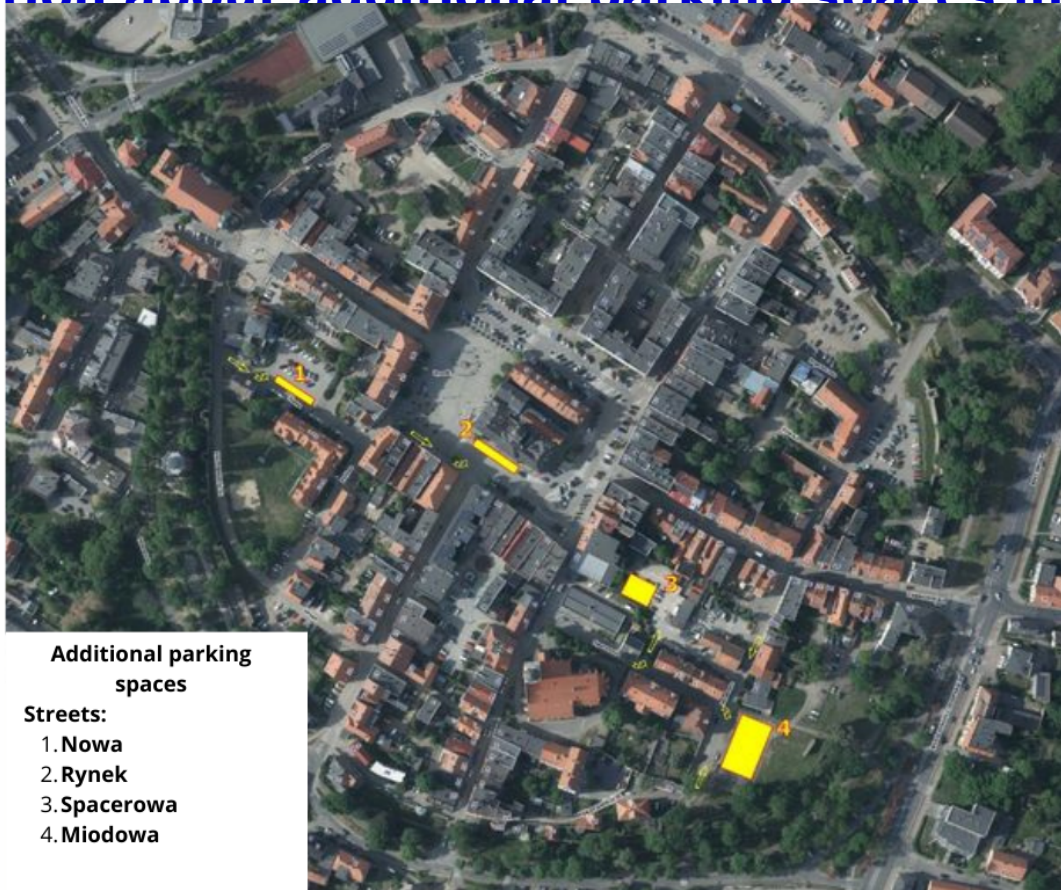 1
2
3
4
Additional parking
spaces
Streets:
1. Nowa
2. Rynek
3. Spacerowa
4. Miodowa